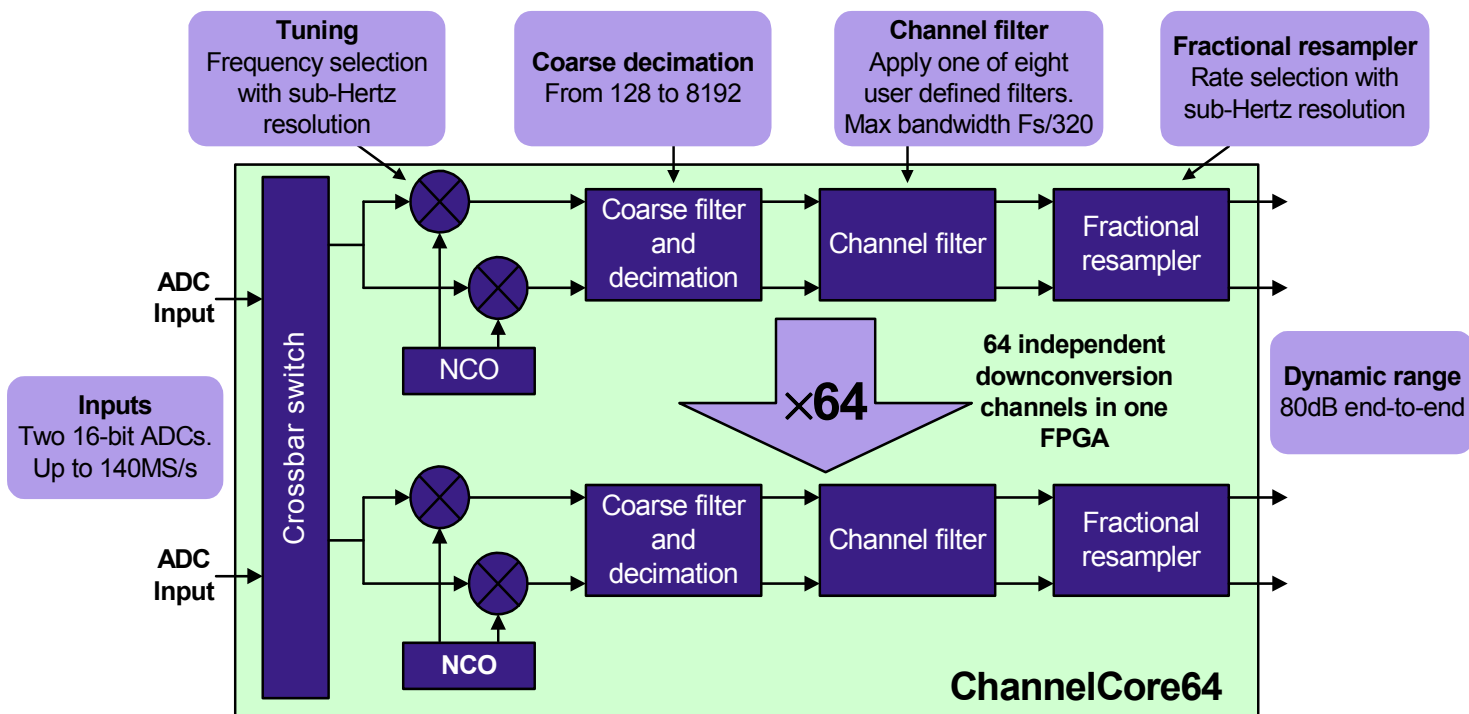 Tuning
Frequency selection
with sub-Hertz
resolution
Coarse decimation
From 128 to 8192
Channel filter
Apply one of eight
user defined filters.
Max bandwidth Fs/320
Fractional resampler
Rate selection with
sub-Hertz resolution
ADC
Input
Crossbar switch
NCO
Coarse filter
and
decimation
Channel filter
Fractional
resampler
Inputs
Two 16-bit ADCs.
Up to 140MS/s
×64
64 independent
downconversion
channels in one
FPGA
Dynamic range
80dB end-to-end
ADC
Input
NCO
Coarse filter
and
decimation
Channel filter
Fractional
resampler
ChannelCore64